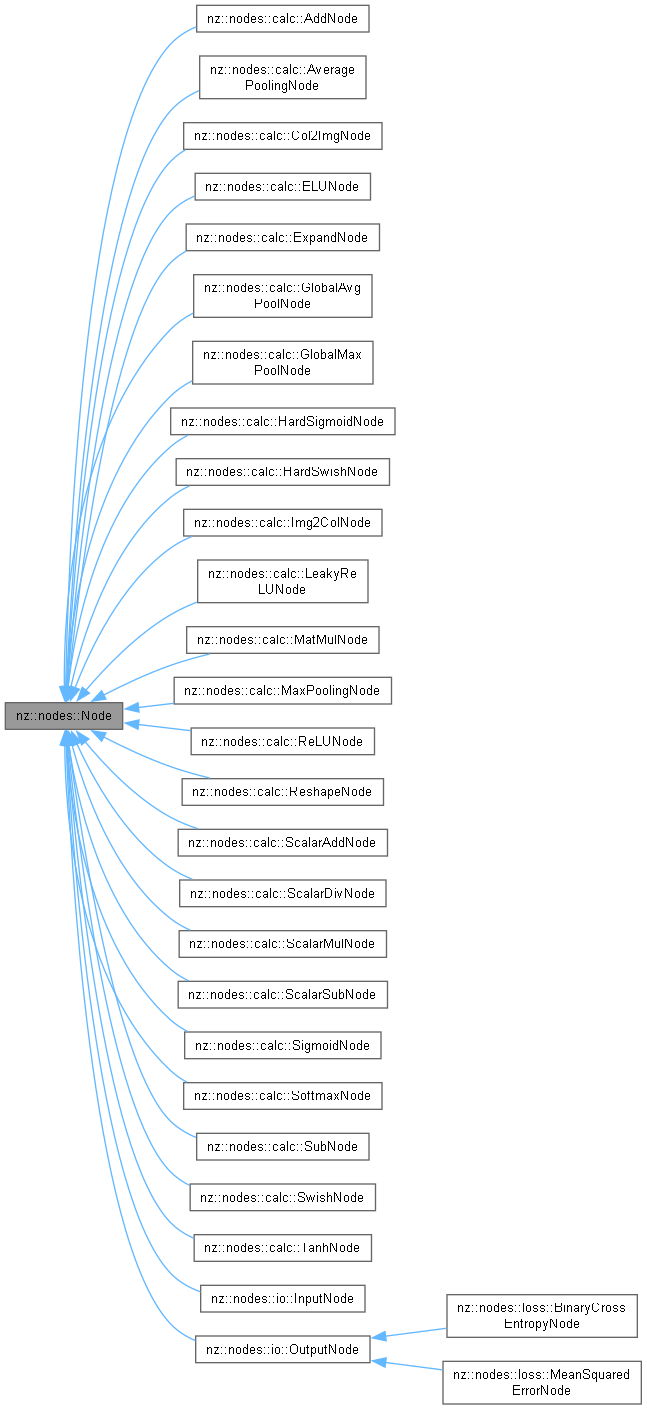 nz::nodes::calc::AddNode
nz::nodes::calc::Average
PoolingNode
nz::nodes::calc::Col2ImgNode
nz::nodes::calc::ELUNode
nz::nodes::calc::ExpandNode
nz::nodes::calc::GlobalAvg
PoolNode
nz::nodes::calc::GlobalMax
PoolNode
nz::nodes::calc::HardSigmoidNode
nz::nodes::calc::HardSwishNode
nz::nodes::calc::Img2ColNode
nz::nodes::calc::LeakyRe
LUNode
nz::nodes::calc::MatMulNode
nz::nodes::calc::MaxPoolingNode
nz::nodes::Node
nz::nodes::calc::ReLUNode
nz::nodes::calc::ReshapeNode
nz::nodes::calc::ScalarAddNode
nz::nodes::calc::ScalarDivNode
nz::nodes::calc::ScalarMulNode
nz::nodes::calc::ScalarSubNode
nz::nodes::calc::SigmoidNode
nz::nodes::calc::SoftmaxNode
nz::nodes::calc::SubNode
nz::nodes::calc::SwishNode
nz::nodes::calc::TanhNode
nz::nodes::io::InputNode
nz::nodes::io::OutputNode
nz::nodes::loss::BinaryCross
EntropyNode
nz::nodes::loss::MeanSquared
ErrorNode